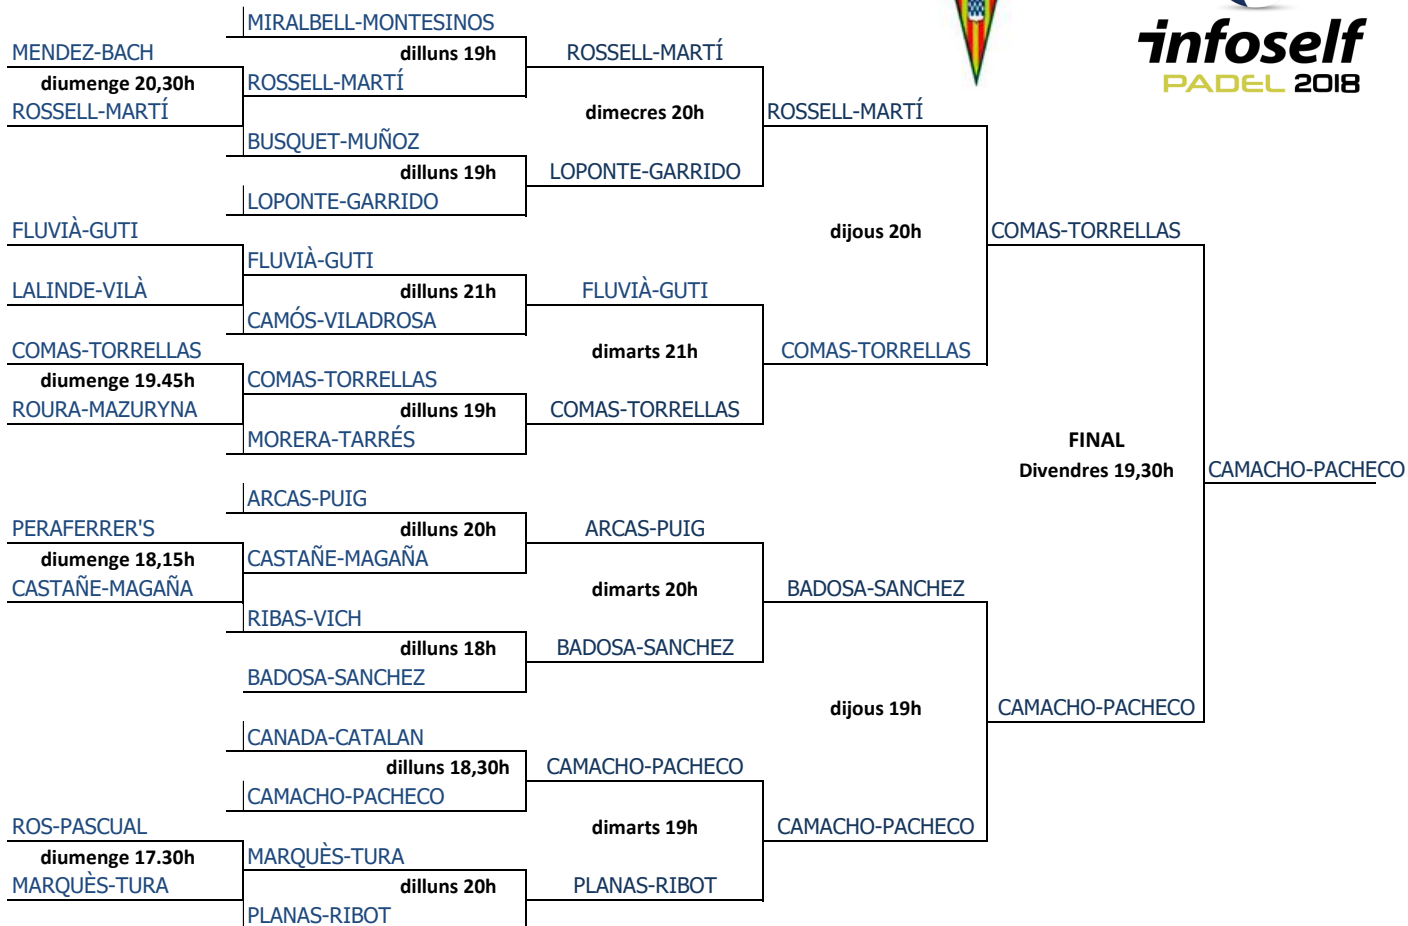 MIRALBELL-MONTESINOS
MENDEZ-BACH
dilluns 19h
ROSSELL-MARTÍ
infoself
PADEL 2018
diumenge 20,30h
ROSSELL-MARTÍ
ROSSELL-MARTÍ
dimecres 20h
ROSSELL-MARTÍ
BUSQUET-MUÑOZ
dilluns 19h
LOPONTE-GARRIDO
LOPONTE-GARRIDO
FLUVIÀ-GUTI
dijous 20h
COMAS-TORRELLAS
FLUVIÀ-GUTI
LALINDE-VILÀ
dilluns 21h
FLUVIÀ-GUTI
CAMÓS-VILADROSA
COMAS-TORRELLAS
dimarts 21h
COMAS-TORRELLAS
diumenge 19.45h
COMAS-TORRELLAS
ROURA-MAZURYNA
dilluns 19h
COMAS-TORRELLAS
MORERA-TARRÉS
FINAL
Divendres 19,30h
CAMACHO-PACHECO
ARCAS-PUIG
PERAFERRER'S
dilluns 20h
ARCAS-PUIG
diumenge 18,15h
CASTAÑE-MAGAÑA
CASTAÑE-MAGAÑA
dimarts 20h
BADOSA-SANCHEZ
RIBAS-VICH
dilluns 18h
BADOSA-SANCHEZ
BADOSA-SANCHEZ
dijous 19h
CAMACHO-PACHECO
CANADA-CATALAN
dilluns 18,30h
CAMACHO-PACHECO
CAMACHO-PACHECO
ROS-PASCUAL
dimarts 19h
CAMACHO-PACHECO
diumenge 17.30h
MARQUÈS-TURA
MARQUÈS-TURA
dilluns 20h
PLANAS-RIBOT
PLANAS-RIBOT